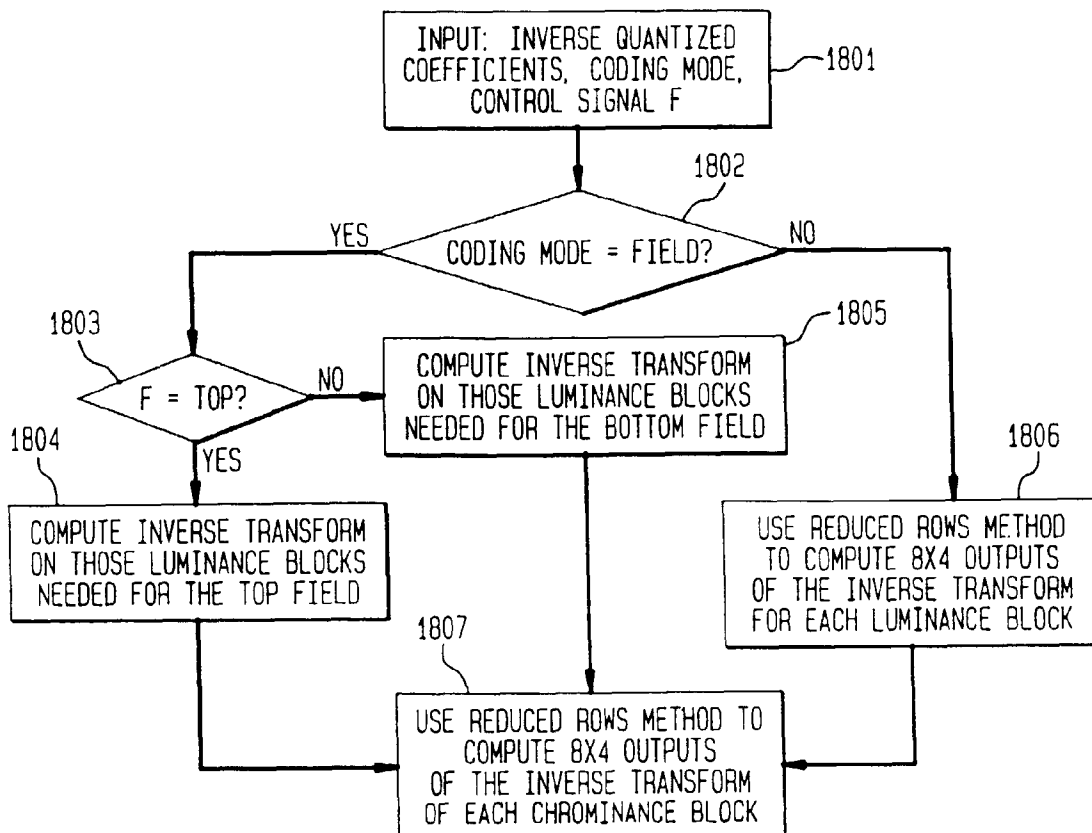 INPUT: INVERSE QUANTIZED
COEFFICIENTS, CODING MODE,
CONTROL SIGNAL F
1801
1802
CODING MODE = FIELD?
YES
NO
1803
F = TOP?
NO
YES
1805
COMPUTE INVERSE TRANSFORM
ON THOSE LUMINANCE BLOCKS
NEEDED FOR THE BOTTOM FIELD
1804
COMPUTE INVERSE TRANSFORM
ON THOSE LUMINANCE BLOCKS
NEEDED FOR THE TOP FIELD
1806
USE REDUCED ROWS METHOD
TO COMPUTE 8X4 OUTPUTS
OF THE INVERSE TRANSFORM
FOR EACH LUMINANCE BLOCK
1807
USE REDUCED ROWS METHOD TO
COMPUTE 8X4 OUTPUTS
OF THE INVERSE TRANSFORM
OF EACH CHROMINANCE BLOCK